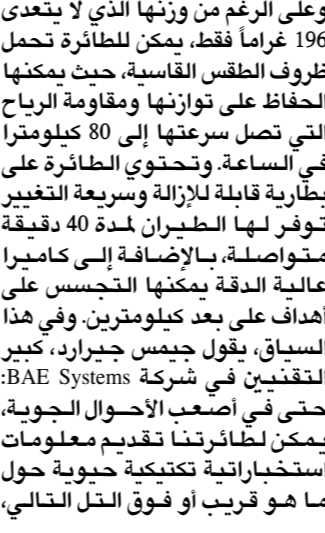 وعلى الرغم من وزنها الذي لا يتعدى
196 غراماً فقط، يمكن للطائرة تحمل
ظروف الطقس القاسية، حيث يمكنها
الحفاظ على توازنها ومقاومة الرياح
التي تصل سرعتها إلى 80 كيلومترا
في الساعة. وتحتوي الطائرة على
بطارية قابلة للإزالة وسريعة التغيير
توفر لها الطيران لمدة 40 دقيقة
متواصلة، بالإضافة إلى كاميرا
عالية الدقة يمكنها التجسس على
أهداف على بعد كيلومترين. وفي هذا
السياق، يقول جيمس جيرارد، كبير
التقنيين في شركة BAE Systems:
حتى في أصعب الأحوال الجوية،
يمكن لطائرتنا تقديم معلومات
استخباراتية تكتيكية حيوية حول
ما هو قريب أو فوق التل التالي،